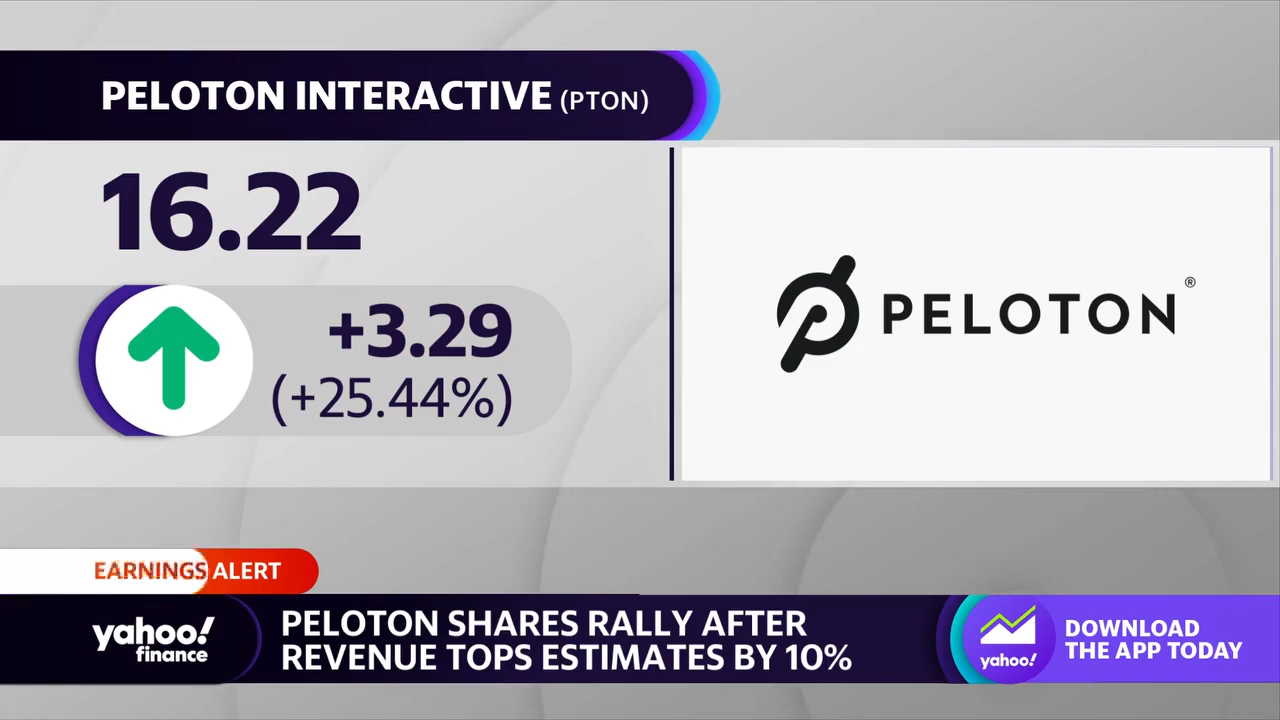 PELOTON INTERACTIVE (PTON)
16.22
+3.29
(+25.44%)
PELOTON®
EARNINGS ALERT
yahoo!
finance
PELOTON SHARES RALLY AFTER
REVENUE TOPS ESTIMATES BY 10%
yahoo!
DOWNLOAD
THE APP TODAY